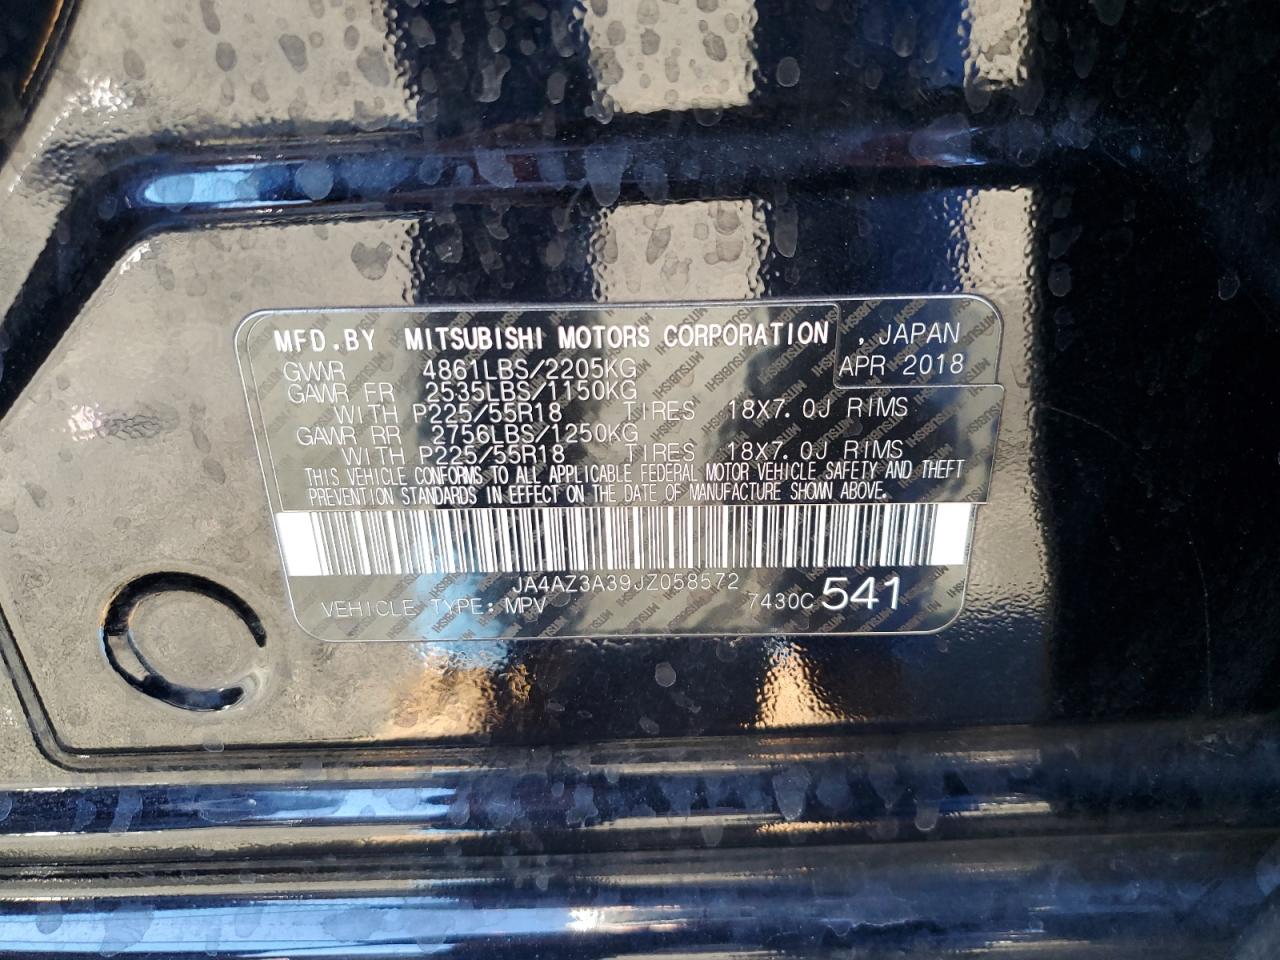 MFD.BY MITSUBISHI MOTORS CORPORATION , JAPAN
GVWR 4861LBS/2205KG APR 2018
GAWR FR 2535LBS/1150KG
WITH P225/55R18 TIRES 18X7.0J RIMS
GAWR RR 2756LBS/1250KG
WITH P225/55R18 TIRES 18X7.0J RIMS
THIS VEHICLE CONFORMS TO ALL APPLICABLE FEDERAL MOTOR VEHICLE SAFETY AND THEFT
PREVENTION STANDARDS IN EFFECT ON THE DATE OF MANUFACTURE SHOWN ABOVE.
JA4AZ3A39JZ058572
VEHICLE TYPE: MPV 7430C 541